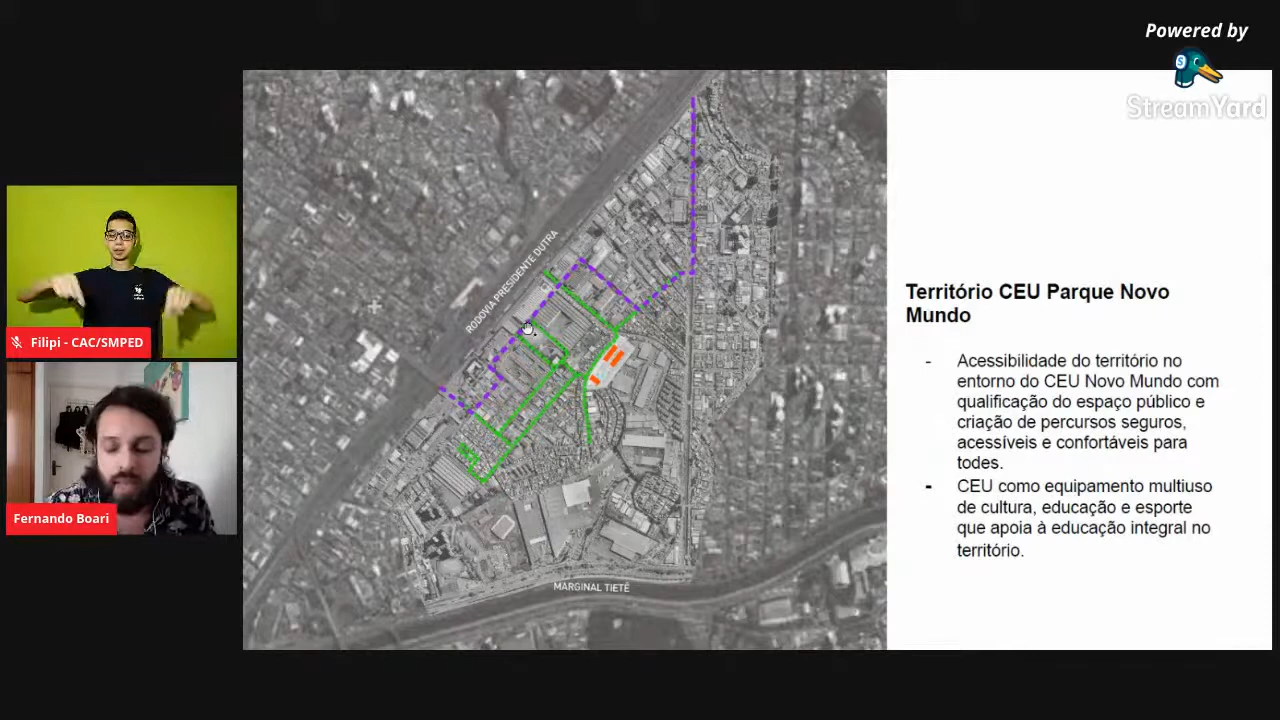 Powered by
StreamYard
Filipi - CAC/SMPED
Fernando Boari
RODOVIA PRESIDENTE DUTRA
MARGINAL TIETÊ
Território CEU Parque Novo
Mundo
- Acessibilidade do território no
entorno do CEU Novo Mundo com
qualificação do espaço público e
criação de percursos seguros,
acessíveis e confortáveis para
todes.
- CEU como equipamento multiuso
de cultura, educação e esporte
que apoia à educação integral no
território.